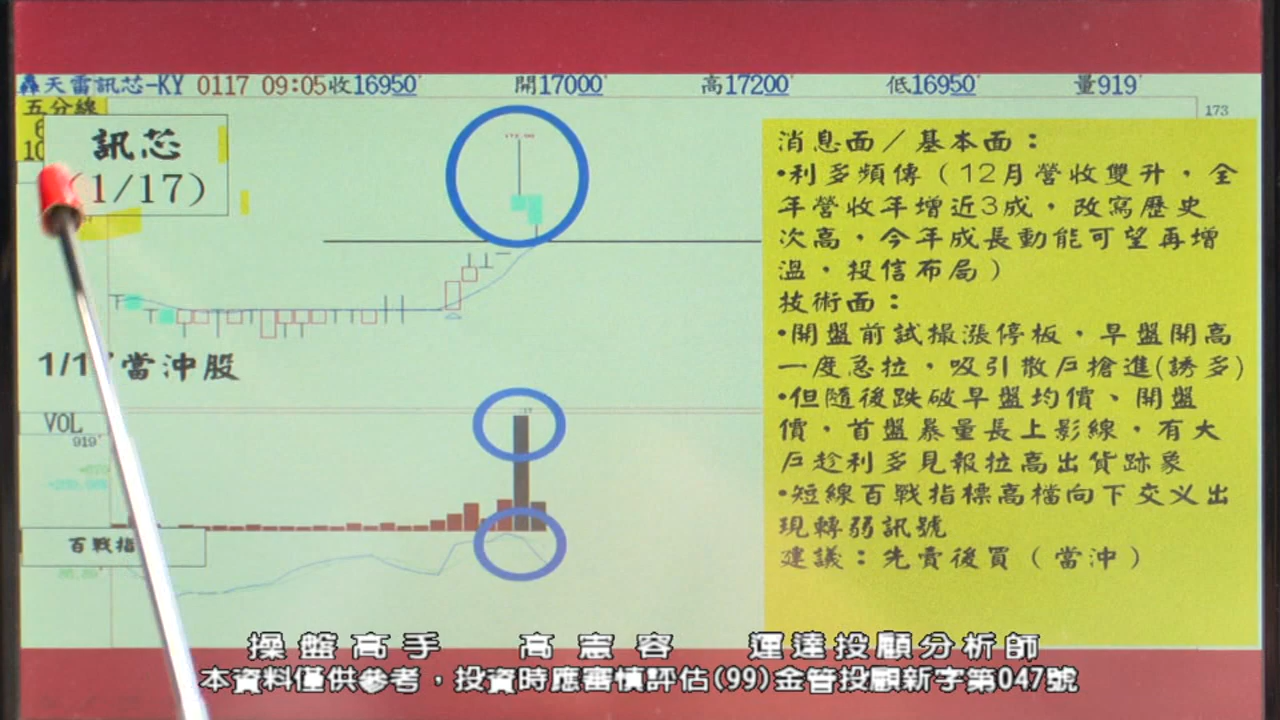 轟天雷訊芯-KY 0117 09:05收16950 開17000 高17200 低16950 量919
五分線
173
訊芯
(1/17)
消息面／基本面：
•利多頻傳（12月營收雙升，全
年營收年增近3成，改寫歷史
次高，今年成長動能可望再增
溫，投信布局）
技術面：
•開盤前試撮漲停板，早盤開高
一度急拉，吸引散戶搶進(誘多)
•但隨後跌破早盤均價、開盤
價，首盤暴量長上影線，有大
戶趁利多見報拉高出貨跡象
•短線百戰指標高檔向下交叉出
現轉弱訊號
建議：先賣後買（當沖）
1/17當沖股
VOL
919
百戰指
操盤高手 高憲容 運達投顧分析師
本資料僅供參考，投資時應審慎評估(99)金管投顧新字第047號